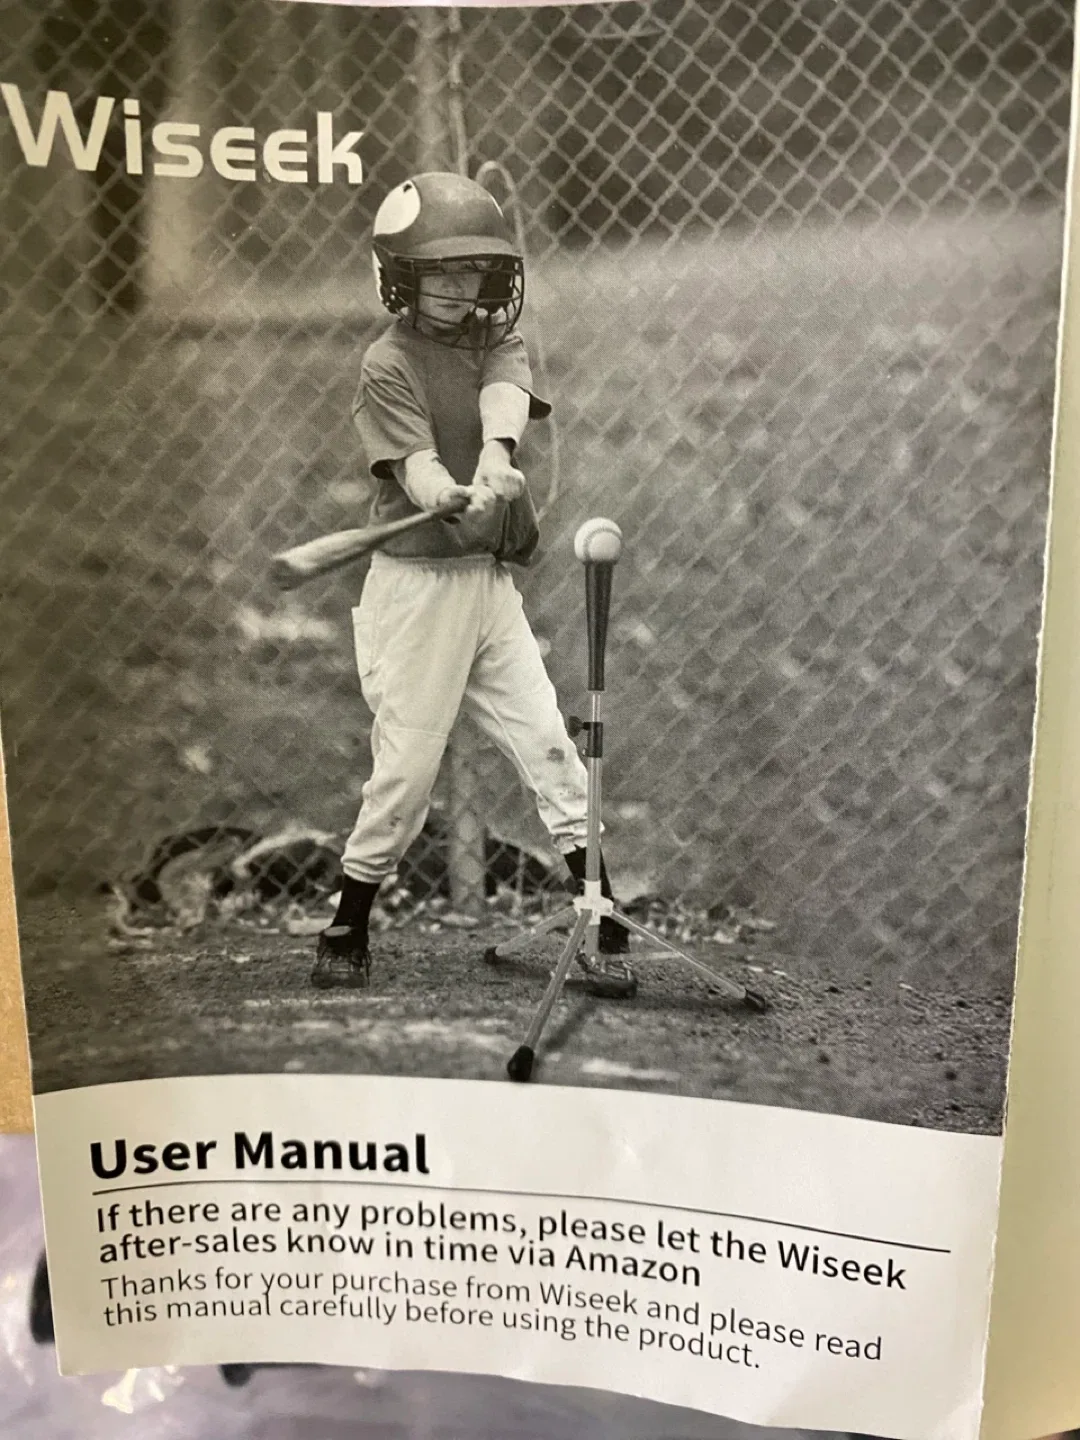 Wiseek
User Manual
If there are any problems, please let the Wiseek
after-sales know in time via Amazon
Thanks for your purchase from Wiseek and please read
this manual carefully before using the product.